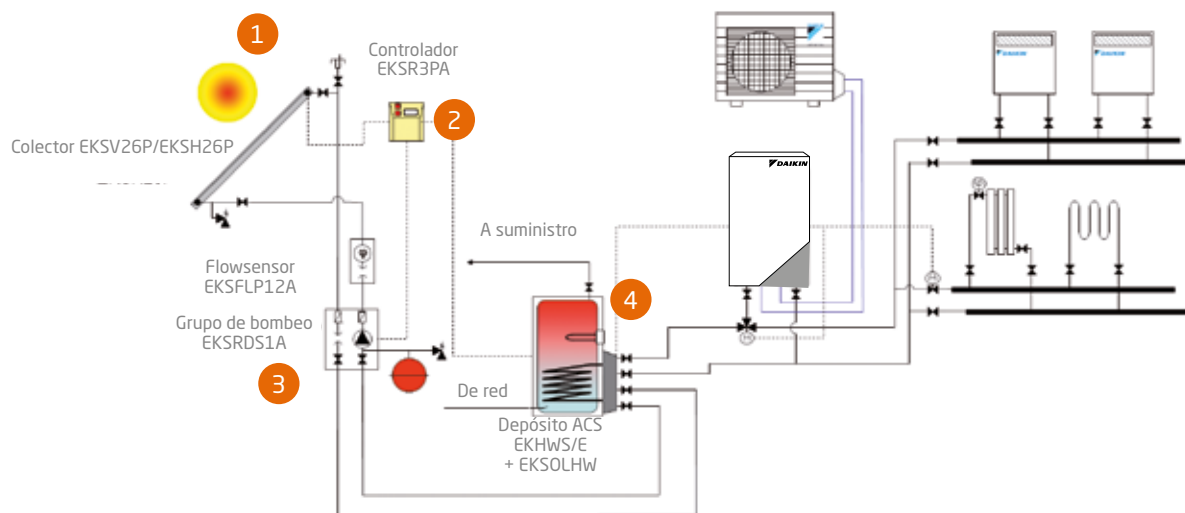 1
Controlador
EKSR3PA
2
Colector EKSV26P/EKSH26P
A suministro
Flowsensor
EKSFLP12A
Grupo de bombeo
EKSRDS1A
3
4
De red
Depósito ACS
EKHWS/E
+ EKSOLHW
DAIKIN
DAIKIN
DAIKIN